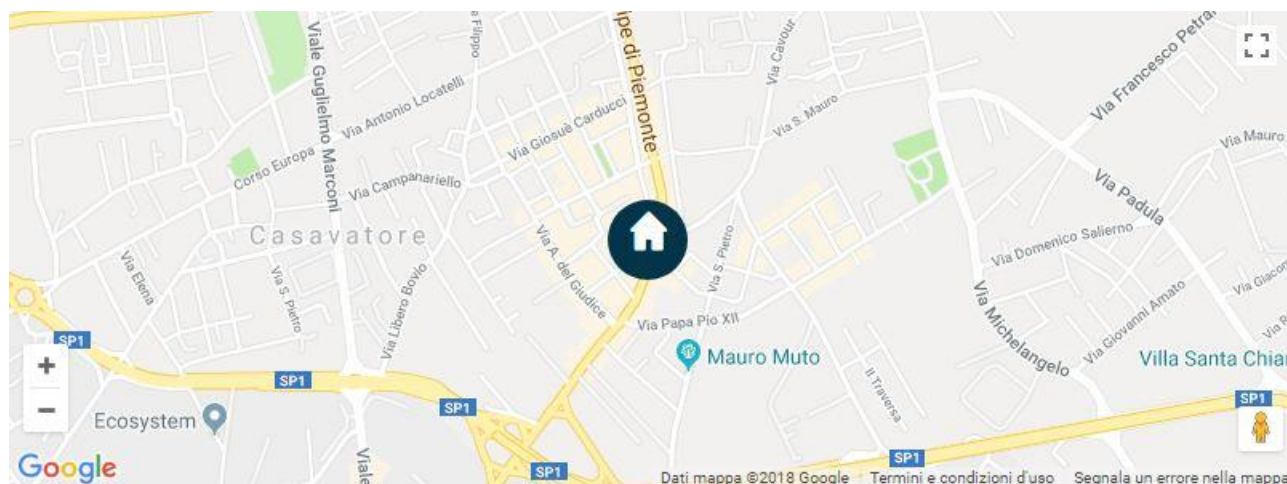 Viale Guglielmo Marconi
Filippo
ipe di Piemonte
Via Cavour
Via Francesco Petrar
Via Antonio Locatelli
Via Giosuè Carducci
Via S. Mauro
Via Mauro
Corso Europa
Via Campanariello
Via Padula
Casavatore
Via A. del Giudice
Via S. Pietro
Via Domenico Salierno
Via Elena
Via S. Pietro
Via Libero Bovio
Via Giacom
Via Papa Pio XII
Via Michelangelo
Via Giovanni Amato
SP1
Mauro Muto
Villa Santa Chiar
+
−
SP1
II Traversa
SP1
SP1
Ecosystem
Viale
SP1
SP1
Google
Dati mappa ©2018 Google
Termini e condizioni d'uso
Segnala un errore nella mappa